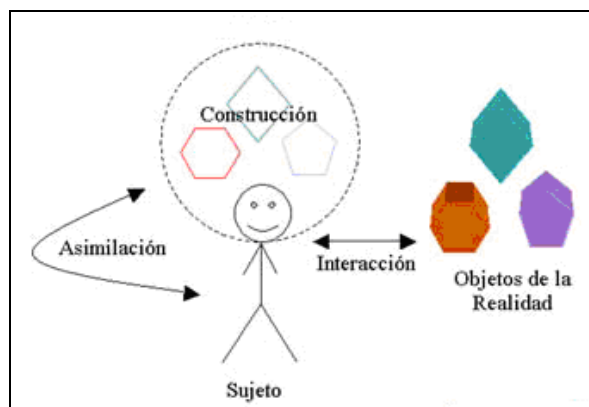 Construcción
Asimilación
Interacción
Objetos de la
Realidad
Sujeto